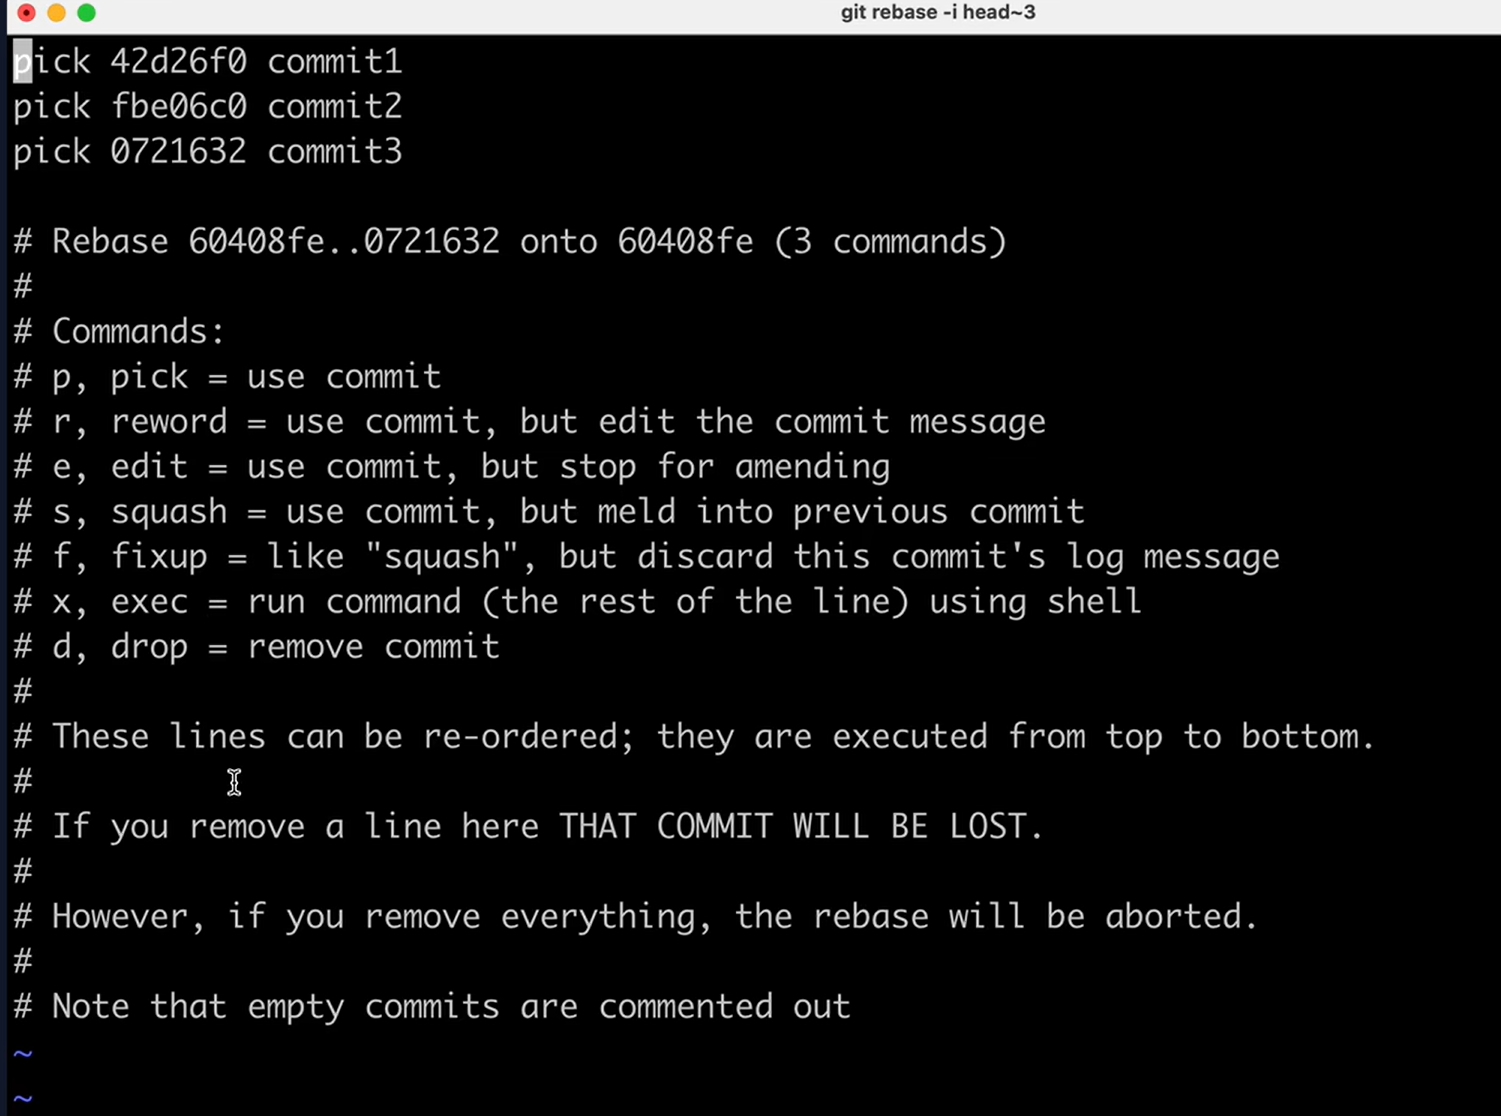 git rebase -i head~3
pick 42d26f0 commit1
pick fbe06c0 commit2
pick 0721632 commit3
# Rebase 60408fe..0721632 onto 60408fe (3 commands)
#
# Commands:
# p, pick = use commit
# r, reword = use commit, but edit the commit message
# e, edit = use commit, but stop for amending
# s, squash = use commit, but meld into previous commit
# f, fixup = like "squash", but discard this commit's log message
# x, exec = run command (the rest of the line) using shell
# d, drop = remove commit
#
# These lines can be re-ordered; they are executed from top to bottom.
#
# If you remove a line here THAT COMMIT WILL BE LOST.
#
# However, if you remove everything, the rebase will be aborted.
#
# Note that empty commits are commented out
~
~